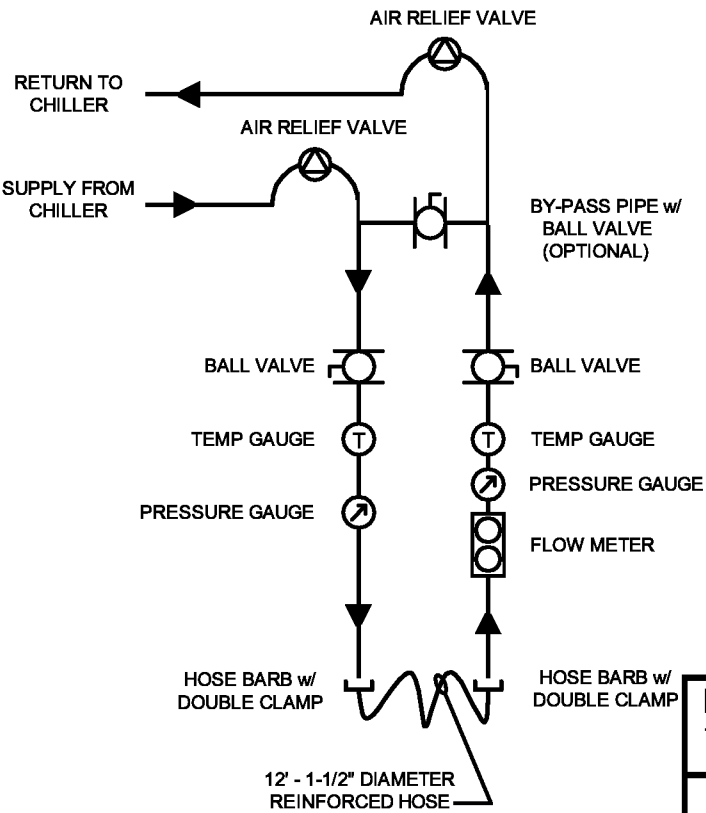 AIR RELIEF VALVE
RETURN TO
CHILLER
AIR RELIEF VALVE
SUPPLY FROM
CHILLER
BY-PASS PIPE w/
BALL VALVE
(OPTIONAL)
BALL VALVE
BALL VALVE
TEMP GAUGE
T
T
TEMP GAUGE
PRESSURE GAUGE
PRESSURE GAUGE
FLOW METER
HOSE BARB w/
DOUBLE CLAMP
HOSE BARB w/
DOUBLE CLAMP
12' - 1-1/2" DIAMETER
REINFORCED HOSE